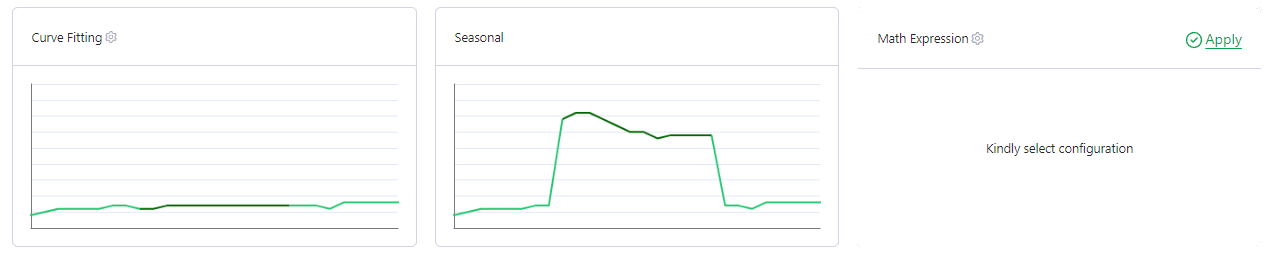 Curve Fitting
Seasonal
Math Expression
Apply
Kindly select configuration